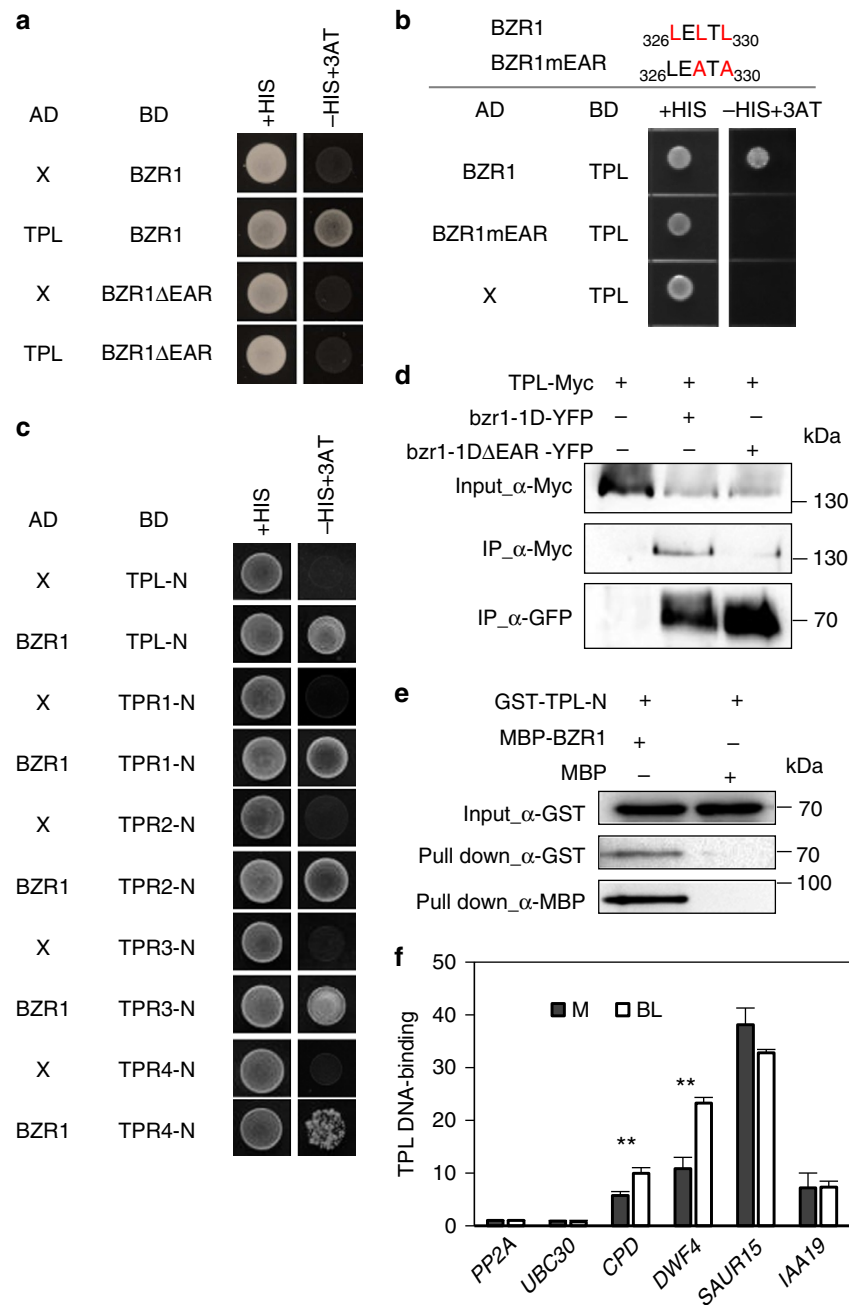 a
+HIS –HIS+3AT
AD BD
X BZR1
TPL BZR1
X BZR1ΔEAR
TPL BZR1ΔEAR
b
BZR1 326LELTL330
BZR1mEAR 326LEATA330
AD BD +HIS –HIS+3AT
BZR1 TPL
BZR1mEAR TPL
X TPL
c
+HIS –HIS+3AT
AD BD
X TPL-N
BZR1 TPL-N
X TPR1-N
BZR1 TPR1-N
X TPR2-N
BZR1 TPR2-N
X TPR3-N
BZR1 TPR3-N
X TPR4-N
BZR1 TPR4-N
d
TPL-Myc + + +
bzr1-1D-YFP – + –
bzr1-1DΔEAR -YFP – – +
kDa
Input_α-Myc 130
IP_α-Myc 130
IP_α-GFP 70
e
GST-TPL-N + +
MBP-BZR1 + –
MBP – +
kDa
Input_α-GST 70
Pull down_α-GST 70
100
Pull down_α-MBP
f
TPL DNA-binding
50
40
30
20
10
0
M BL
** **
PP2A UBC30 CPD DWF4 SAUR15 IAA19